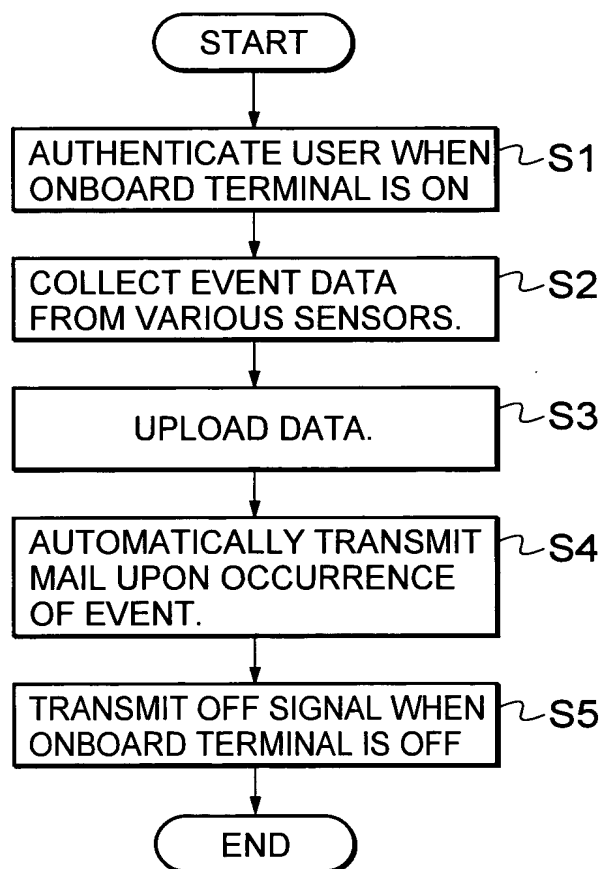 START
AUTHENTICATE USER WHEN
ONBOARD TERMINAL IS ON
S1
COLLECT EVENT DATA
FROM VARIOUS SENSORS.
S2
UPLOAD DATA.
S3
AUTOMATICALLY TRANSMIT
MAIL UPON OCCURRENCE
OF EVENT.
S4
TRANSMIT OFF SIGNAL WHEN
ONBOARD TERMINAL IS OFF
S5
END